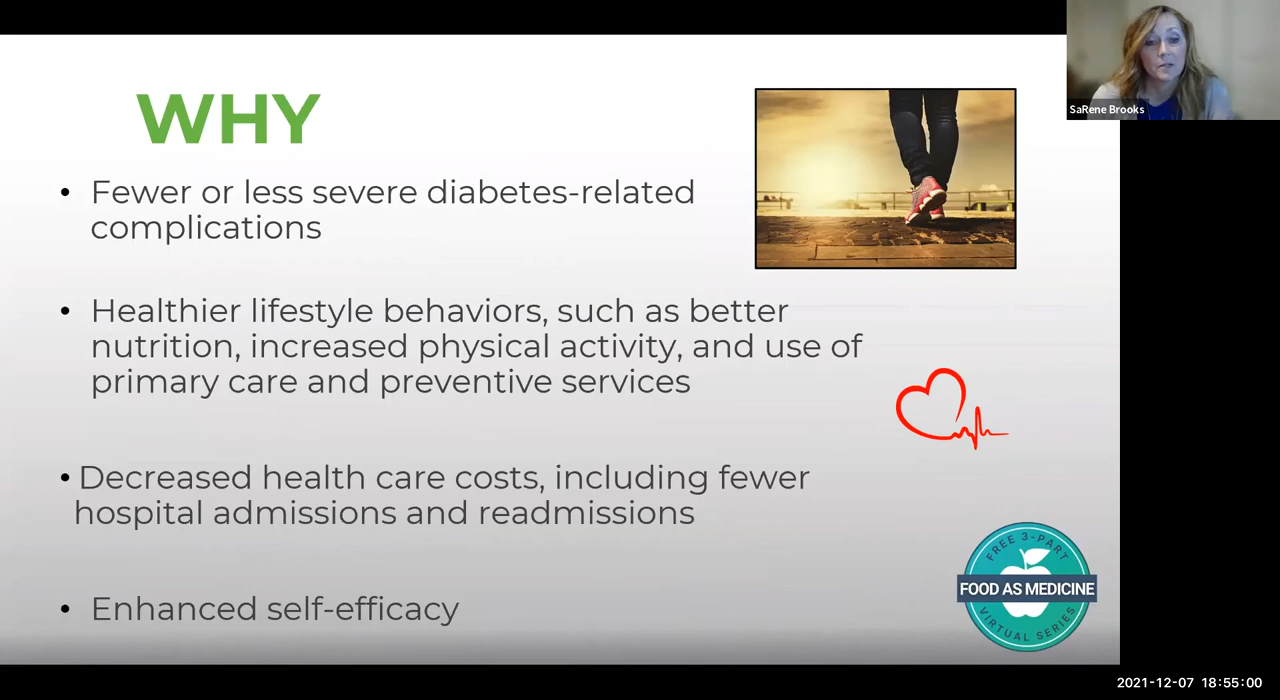 SaRene Brooks
WHY
• Fewer or less severe diabetes-related
complications
• Healthier lifestyle behaviors, such as better
nutrition, increased physical activity, and use of
primary care and preventive services
• Decreased health care costs, including fewer
hospital admissions and readmissions
• Enhanced self-efficacy
FREE 3-PART
FOOD AS MEDICINE
VIRTUAL SERIES
2021-12-07 18:55:00